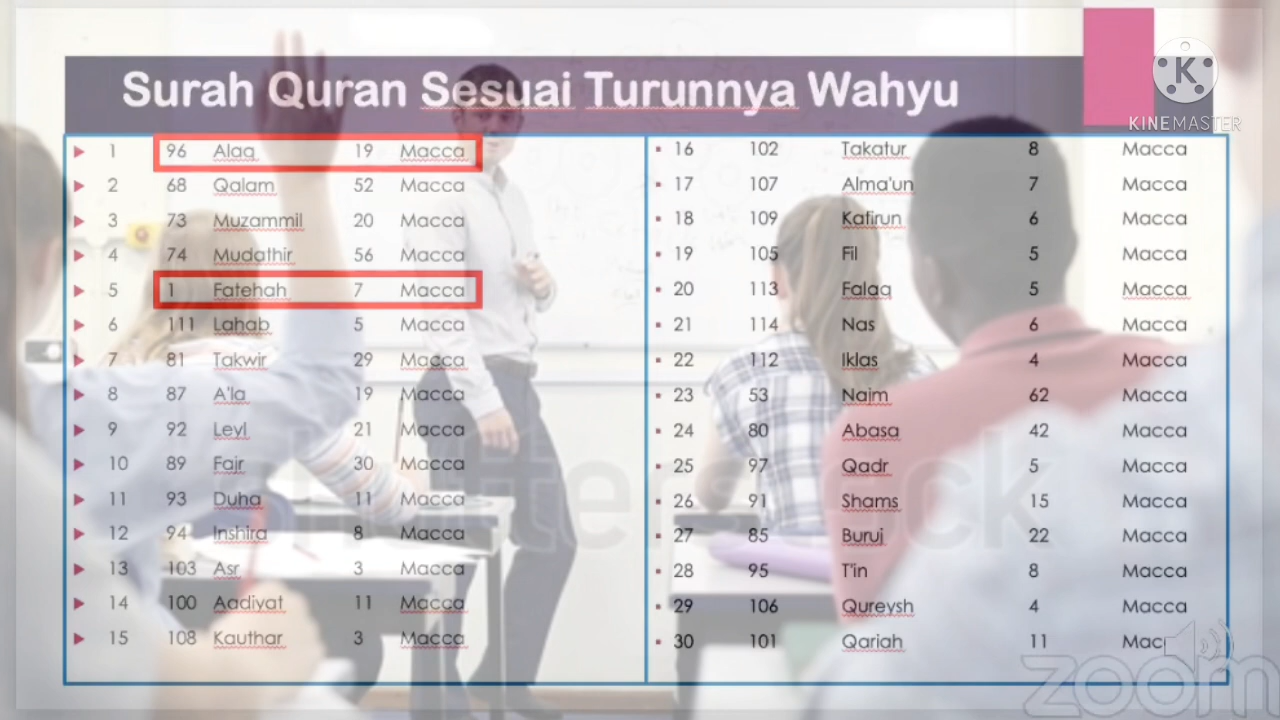 Surah Quran Sesuai Turunnya Wahyu
K
KINEMASTER
1 96 Alaq 19 Macca
2 68 Qalam 52 Macca
3 73 Muzammil 20 Macca
4 74 Mudathir 56 Macca
5 1 Fatehah 7 Macca
6 111 Lahab 5 Macca
7 81 Takwir 29 Macca
8 87 A'la 19 Macca
9 92 Leyl 21 Macca
10 89 Fajr 30 Macca
11 93 Duha 11 Macca
12 94 Inshira 8 Macca
13 103 Asr 3 Macca
14 100 Aadiyat 11 Macca
15 108 Kauthar 3 Macca
16 102 Takatur 8 Macca
17 107 Alma'un 7 Macca
18 109 Kafirun 6 Macca
19 105 Fil 5 Macca
20 113 Falaq 5 Macca
21 114 Nas 6 Macca
22 112 Iklas 4 Macca
23 53 Najm 62 Macca
24 80 Abasa 42 Macca
25 97 Qadr 5 Macca
26 91 Shams 15 Macca
27 85 Buruj 22 Macca
28 95 T'in 8 Macca
29 106 Qureysh 4 Macca
30 101 Qariah 11 Mac
shutterstock
zoom